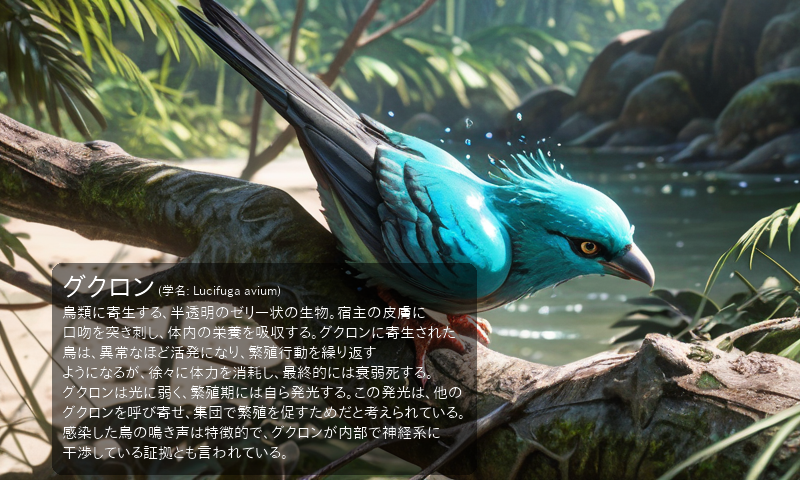 グクロン (学名: Lucifuga avium)
鳥類に寄生する、半透明のゼリー状の生物。宿主の皮膚に
口吻を突き刺し、体内の栄養を吸収する。グクロンに寄生された
鳥は、異常なほど活発になり、繁殖行動を繰り返す
ようになるが、徐々に体力を消耗し、最終的には衰弱死する。
グクロンは光に弱く、繁殖期には自ら発光する。この発光は、他の
グクロンを呼び寄せ、集団で繁殖を促すためだと考えられている。
感染した鳥の鳴き声は特徴的で、グクロンが内部で神経系に
干渉している証拠とも言われている。